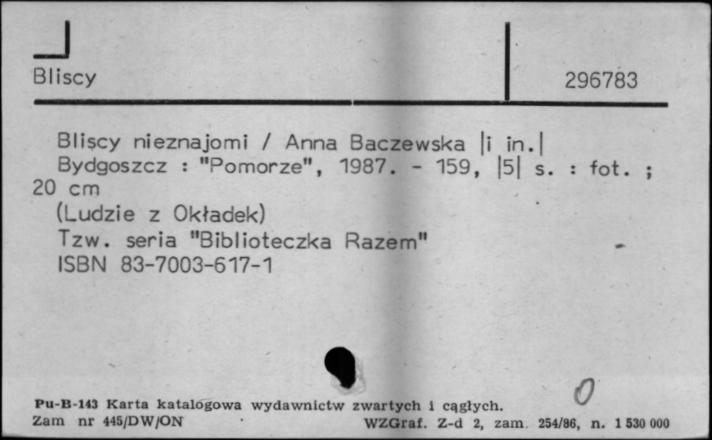 Bliscy
296783
Bliscy nieznajomi / Anna Baczewska |i in.|
Bydgoszcz : "Pomorze", 1987. - 159, |5| s. : fot. ;
20 cm
(Ludzie z Okładek)
Tzw. seria "Biblioteczka Razem"
ISBN 83-7003-617-1
0
Pu-B-143 Karta katalogowa wydawnictw zwartych i cągłych.
Zam nr 445/DW/ON WZGraf. Z-d 2, zam. 254/86, n. 1 530 000